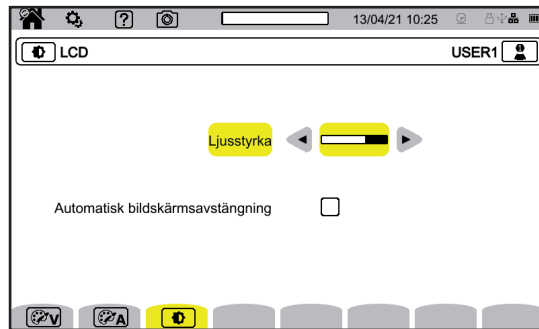 ? 13/04/21 10:25
LCD USER1
Ljusstyrka
Automatisk bildskärmsavstängning
V A